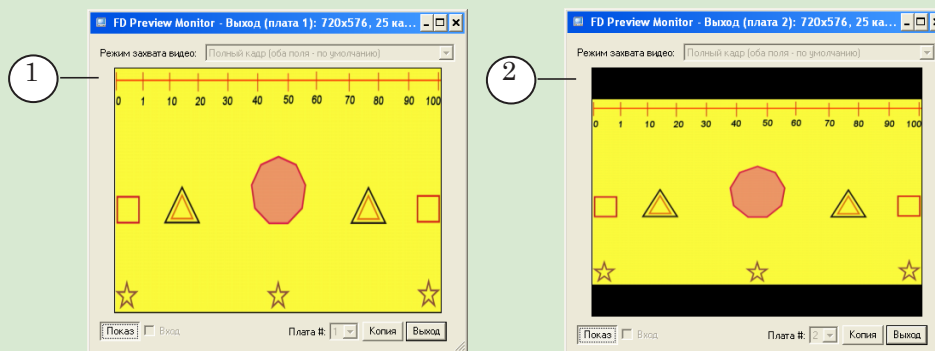 FD Preview Monitor - Выход (плата 1): 720x576, 25 ка...
Режим захвата видео: Полный кадр (оба поля - по умолчанию)
1
0 1 10 20 30 40 50 60 70 80 90 100
Показ Вход Плата #: 1 Копия Выход
FD Preview Monitor - Выход (плата 2): 720x576, 25 ка...
Режим захвата видео: Полный кадр (оба поля - по умолчанию)
2
0 1 10 20 30 40 50 60 70 80 90 100
Показ Вход Плата #: 2 Копия Выход